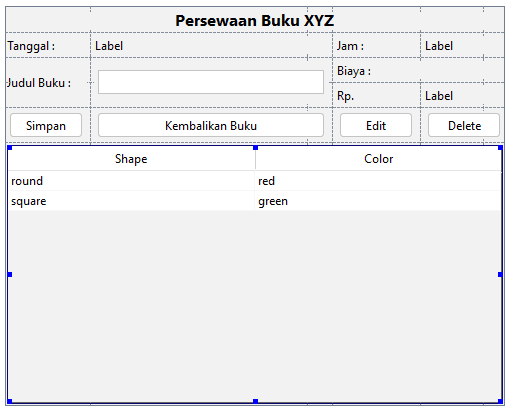 Persewaan Buku XYZ
Tanggal : Label Jam : Label
Judul Buku : Biaya :
Rp. Label
Simpan Kembalikan Buku Edit Delete
Shape Color
round red
square green